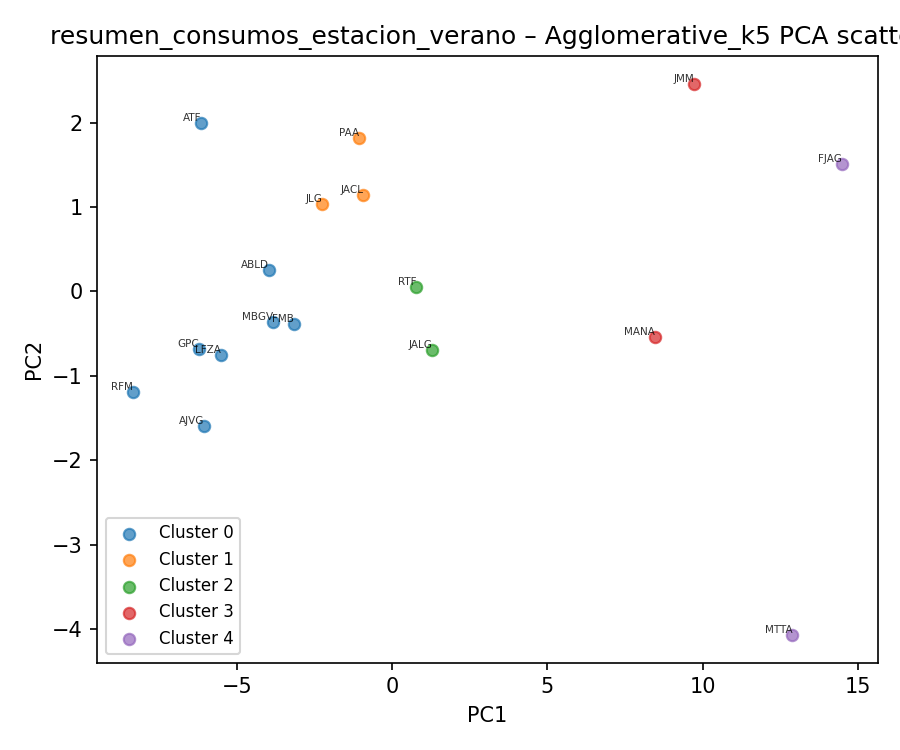 resumen_consumos_estacion_verano – Agglomerative_k5 PCA scatt
JMM
ATF
PAA
FJAG
JACL
JLG
ABLD
RTF
MBGV
FMB
MANA
GPC
LFZA
JALG
RFM
AJVG
MTTA
2
1
0
−1
−2
−3
−4
PC2
Cluster 0
Cluster 1
Cluster 2
Cluster 3
Cluster 4
−5
0
5
10
15
PC1